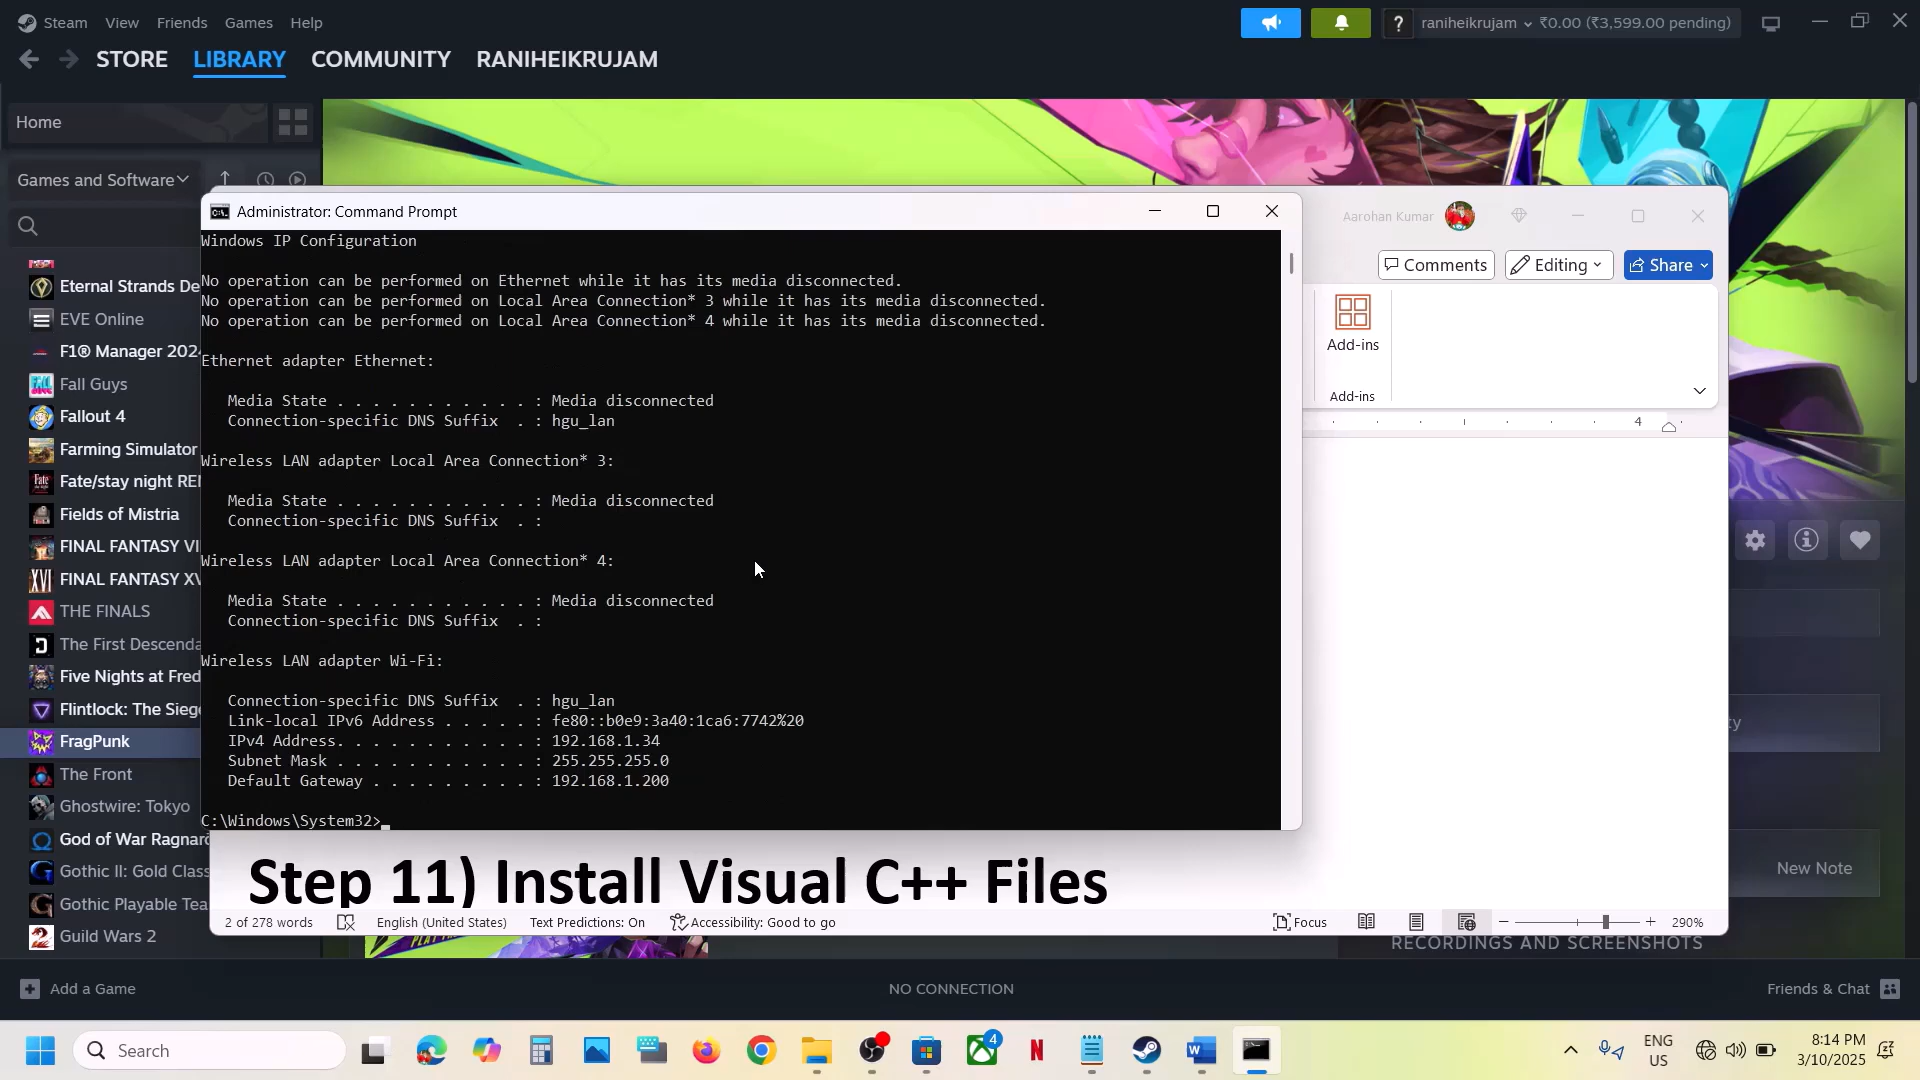 Steam View Friends Games Help
? raniheikrujam ₹0.00 (₹3,599.00 pending)
STORE LIBRARY COMMUNITY RANIHEIKRUJAM
Home
Games and Software
Administrator: Command Prompt
Aarohan Kumar
Comments Editing Share
Add-ins
Add-ins
4
Windows IP Configuration
No operation can be performed on Ethernet while it has its media disconnected.
No operation can be performed on Local Area Connection* 3 while it has its media disconnected.
No operation can be performed on Local Area Connection* 4 while it has its media disconnected.
Ethernet adapter Ethernet:
Media State . . . . . . . . . . . : Media disconnected
Connection-specific DNS Suffix . : hgu_lan
Wireless LAN adapter Local Area Connection* 3:
Media State . . . . . . . . . . . : Media disconnected
Connection-specific DNS Suffix . :
Wireless LAN adapter Local Area Connection* 4:
Media State . . . . . . . . . . . : Media disconnected
Connection-specific DNS Suffix . :
Wireless LAN adapter Wi-Fi:
Connection-specific DNS Suffix . : hgu_lan
Link-local IPv6 Address . . . . . : fe80::b0e9:3a40:1ca6:7742%20
IPv4 Address. . . . . . . . . . . : 192.168.1.34
Subnet Mask . . . . . . . . . . . : 255.255.255.0
Default Gateway . . . . . . . . . : 192.168.1.200
C:\Windows\System32>
Eternal Strands De
EVE Online
F1® Manager 202
Fall Guys
Fallout 4
Farming Simulator
Fate/stay night RE
Fields of Mistria
FINAL FANTASY VI
FINAL FANTASY XV
THE FINALS
The First Descenda
Five Nights at Fred
Flintlock: The Sieg
FragPunk
The Front
Ghostwire: Tokyo
God of War Ragnar
Gothic II: Gold Clas
Gothic Playable Tea
Guild Wars 2
Step 11) Install Visual C++ Files
2 of 278 words English (United States) Text Predictions: On Accessibility: Good to go Focus 290%
New Note
RECORDINGS AND SCREENSHOTS
Add a Game NO CONNECTION Friends & Chat
Search
4
ENG
US
8:14 PM
3/10/2025